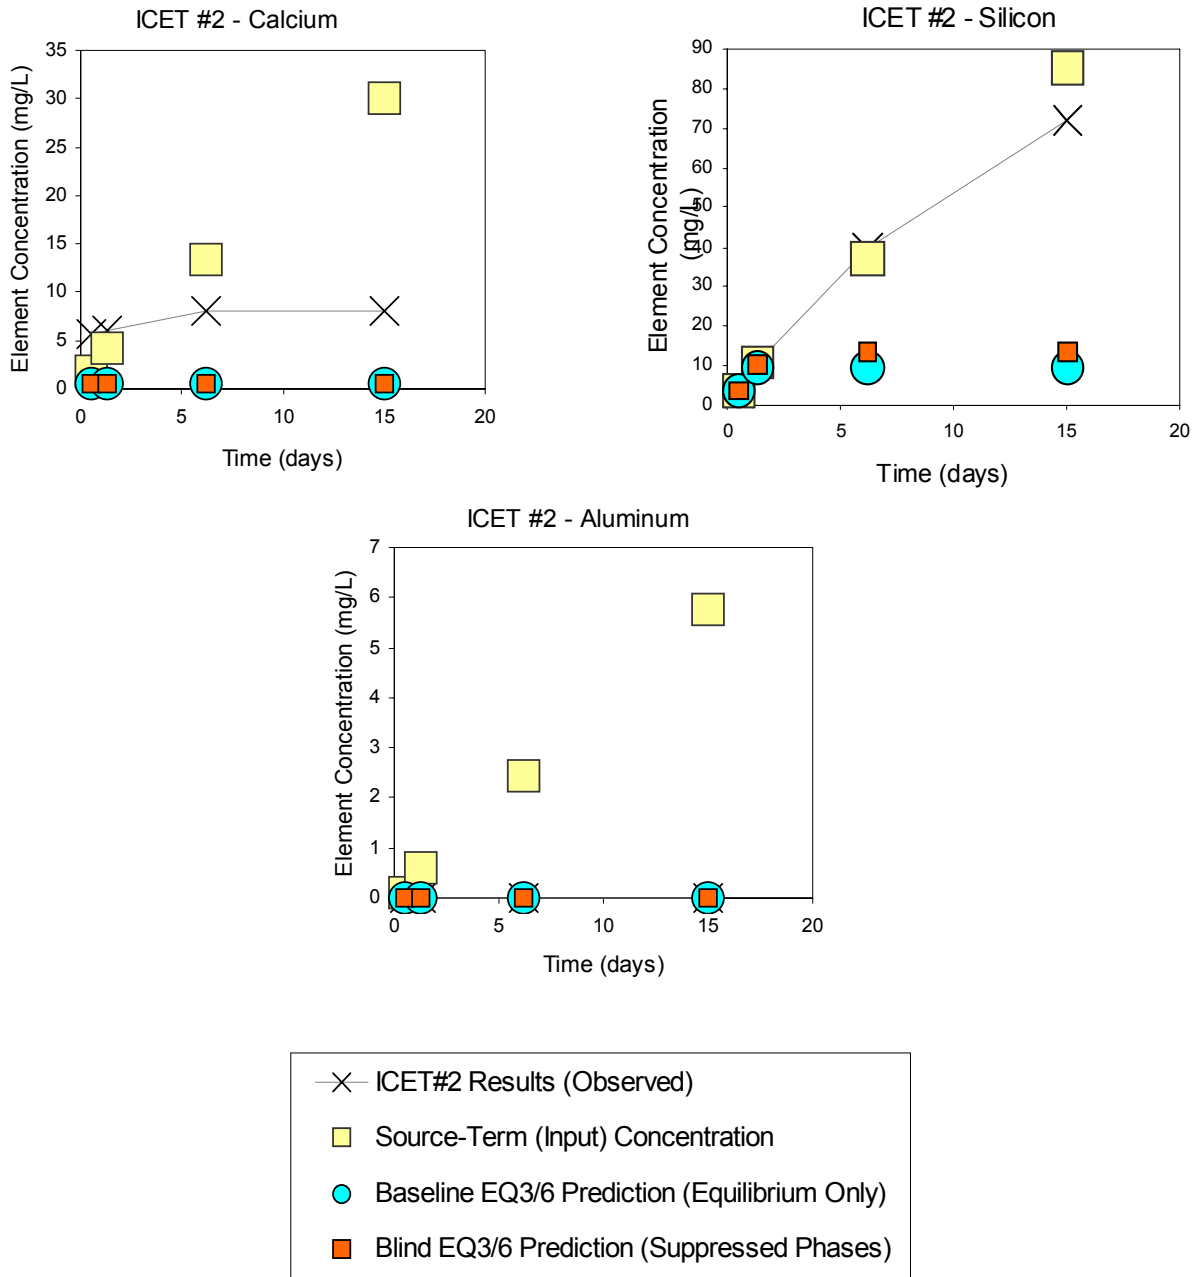 ICET #2 - Calcium
35
30
25
20
15
10
5
0
0 5 10 15 20
Element Concentration (mg/L)
Time (days)
ICET #2 - Silicon
90
80
70
60
50
40
30
20
10
0
0 5 10 15 20
Element Concentration
(mg/L)
Time (days)
ICET #2 - Aluminum
7
6
5
4
3
2
1
0
0 5 10 15 20
Element Concentration (mg/L)
Time (days)
ICET#2 Results (Observed)
Source-Term (Input) Concentration
Baseline EQ3/6 Prediction (Equilibrium Only)
Blind EQ3/6 Prediction (Suppressed Phases)